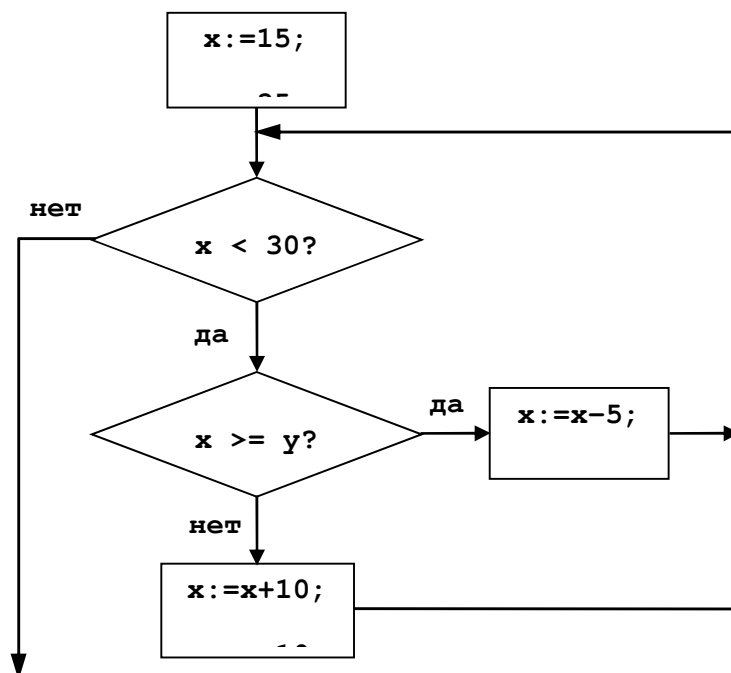 x:=15;
нет
x < 30?
да
x >= y?
да
x:=x–5;
нет
x:=x+10;